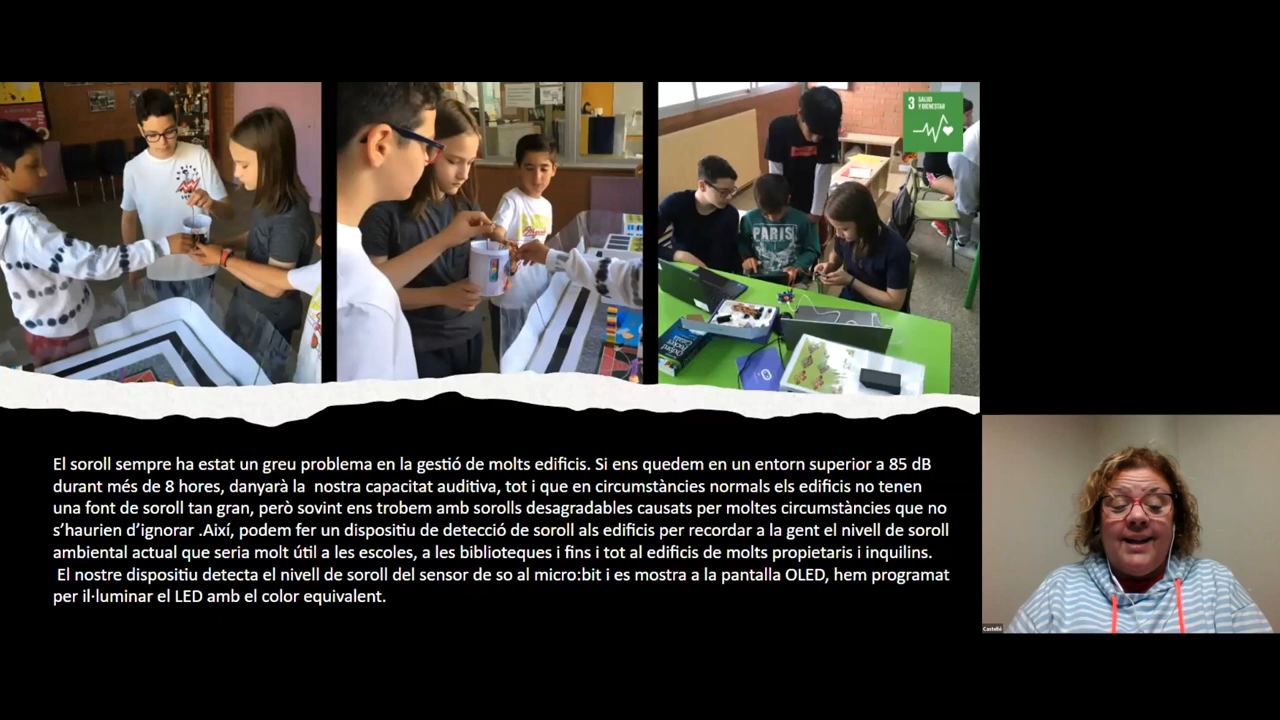 3 SALUD
Y BIENESTAR
PARIS
El soroll sempre ha estat un greu problema en la gestió de molts edificis. Si ens quedem en un entorn superior a 85 dB
durant més de 8 hores, danyarà la  nostra capacitat auditiva, tot i que en circumstàncies normals els edificis no tenen
una font de soroll tan gran, però sovint ens trobem amb sorolls desagradables causats per moltes circumstàncies que no
s’haurien d’ignorar .Així, podem fer un dispositiu de detecció de soroll als edificis per recordar a la gent el nivell de soroll
ambiental actual que seria molt útil a les escoles, a les biblioteques i fins i tot al edificis de molts propietaris i inquilins.
El nostre dispositiu detecta el nivell de soroll del sensor de so al micro:bit i es mostra a la pantalla OLED, hem programat
per il·luminar el LED amb el color equivalent.
Castelló